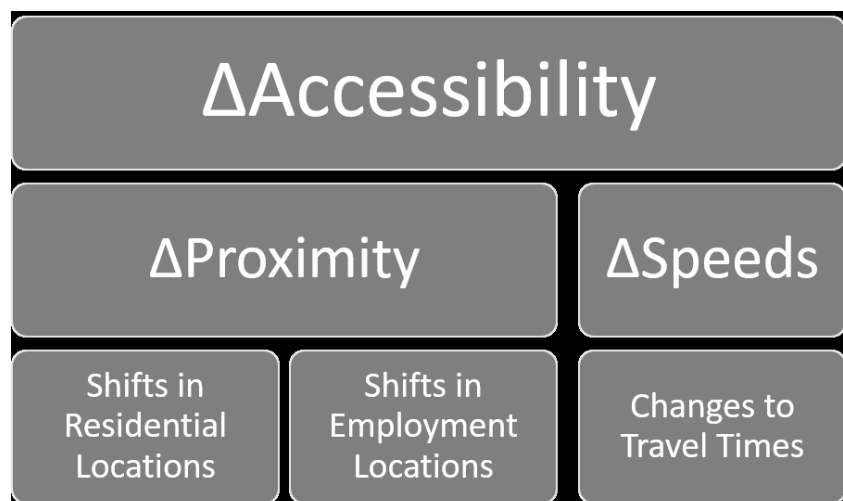 ΔAccessibility
ΔProximity
ΔSpeeds
Shifts in
Residential
Locations
Shifts in
Employment
Locations
Changes to
Travel Times